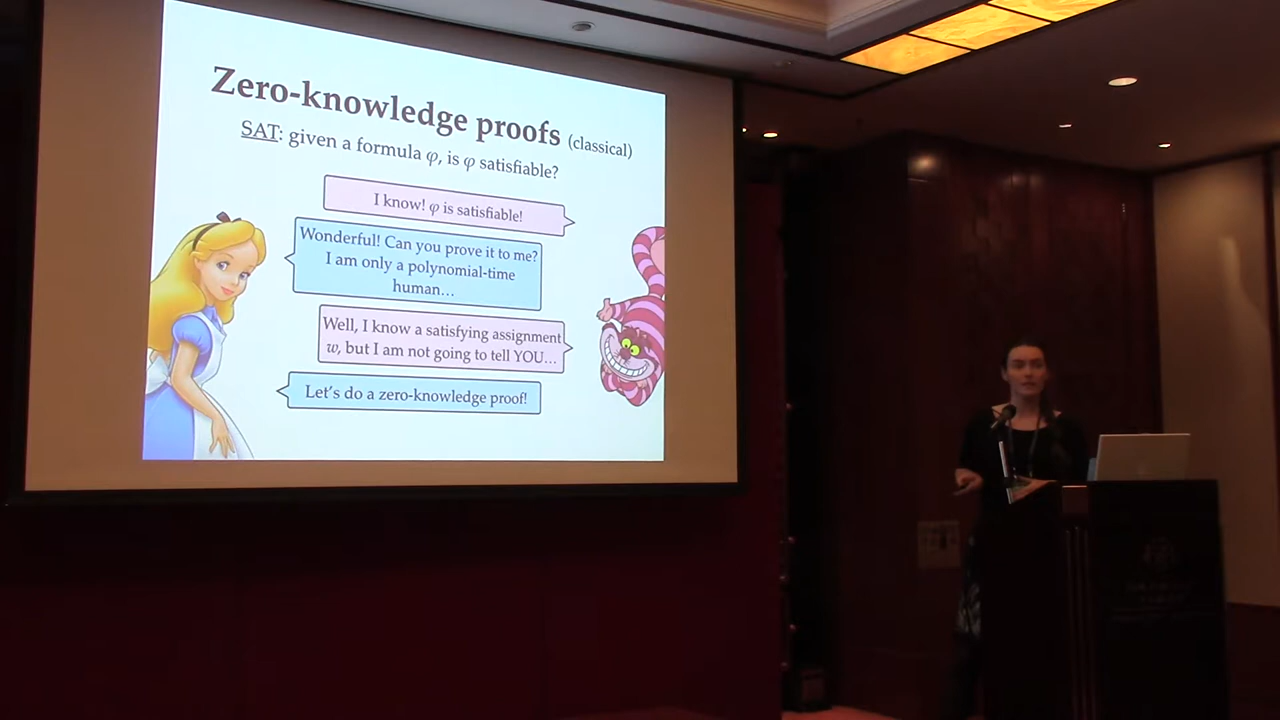 Zero-knowledge proofs (classical)
SAT: given a formula φ, is φ satisfiable?
I know! φ is satisfiable!
Wonderful! Can you prove it to me?
I am only a polynomial-time
human…
Well, I know a satisfying assignment
w, but I am not going to tell YOU…
Let's do a zero-knowledge proof!